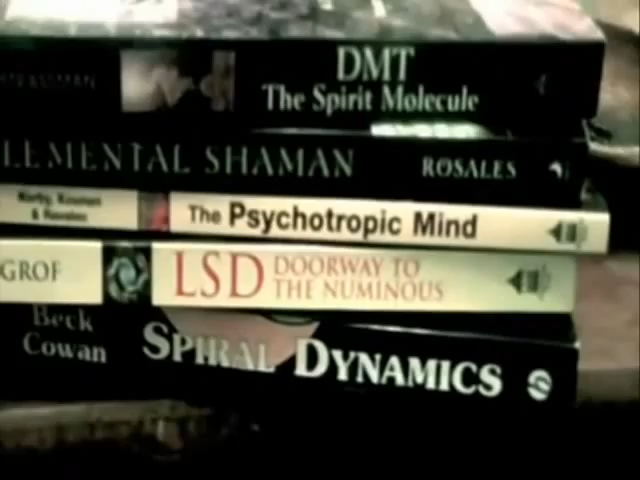 DMT
The Spirit Molecule
LEMENTAL SHAMAN ROSALES
& Rosales
The Psychotropic Mind
GROF LSD DOORWAY TO
THE NUMINOUS
Beck
Cowan
SPIRAL DYNAMICS